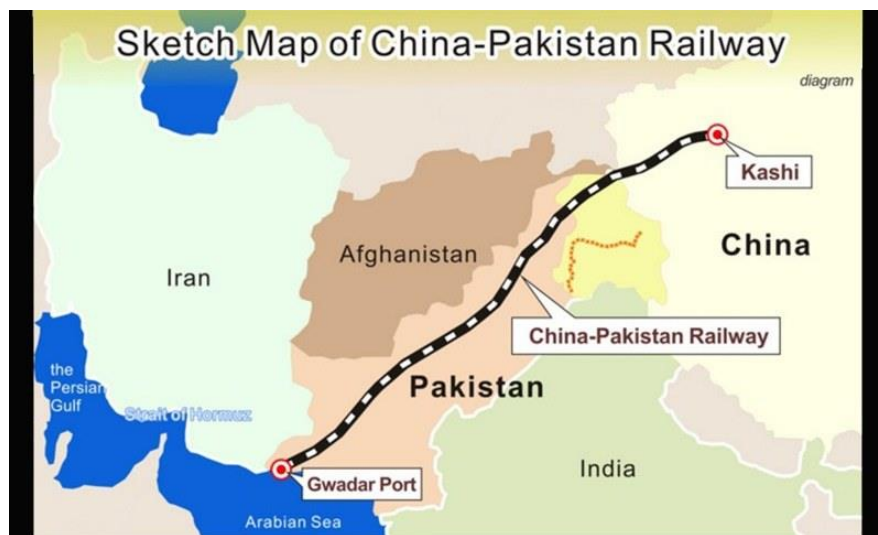 Sketch Map of China-Pakistan Railway
diagram
Kashi
China
Afghanistan
Iran
China-Pakistan Railway
the
Persian
Gulf
Pakistan
Strait of Hormuz
India
Gwadar Port
Arabian Sea